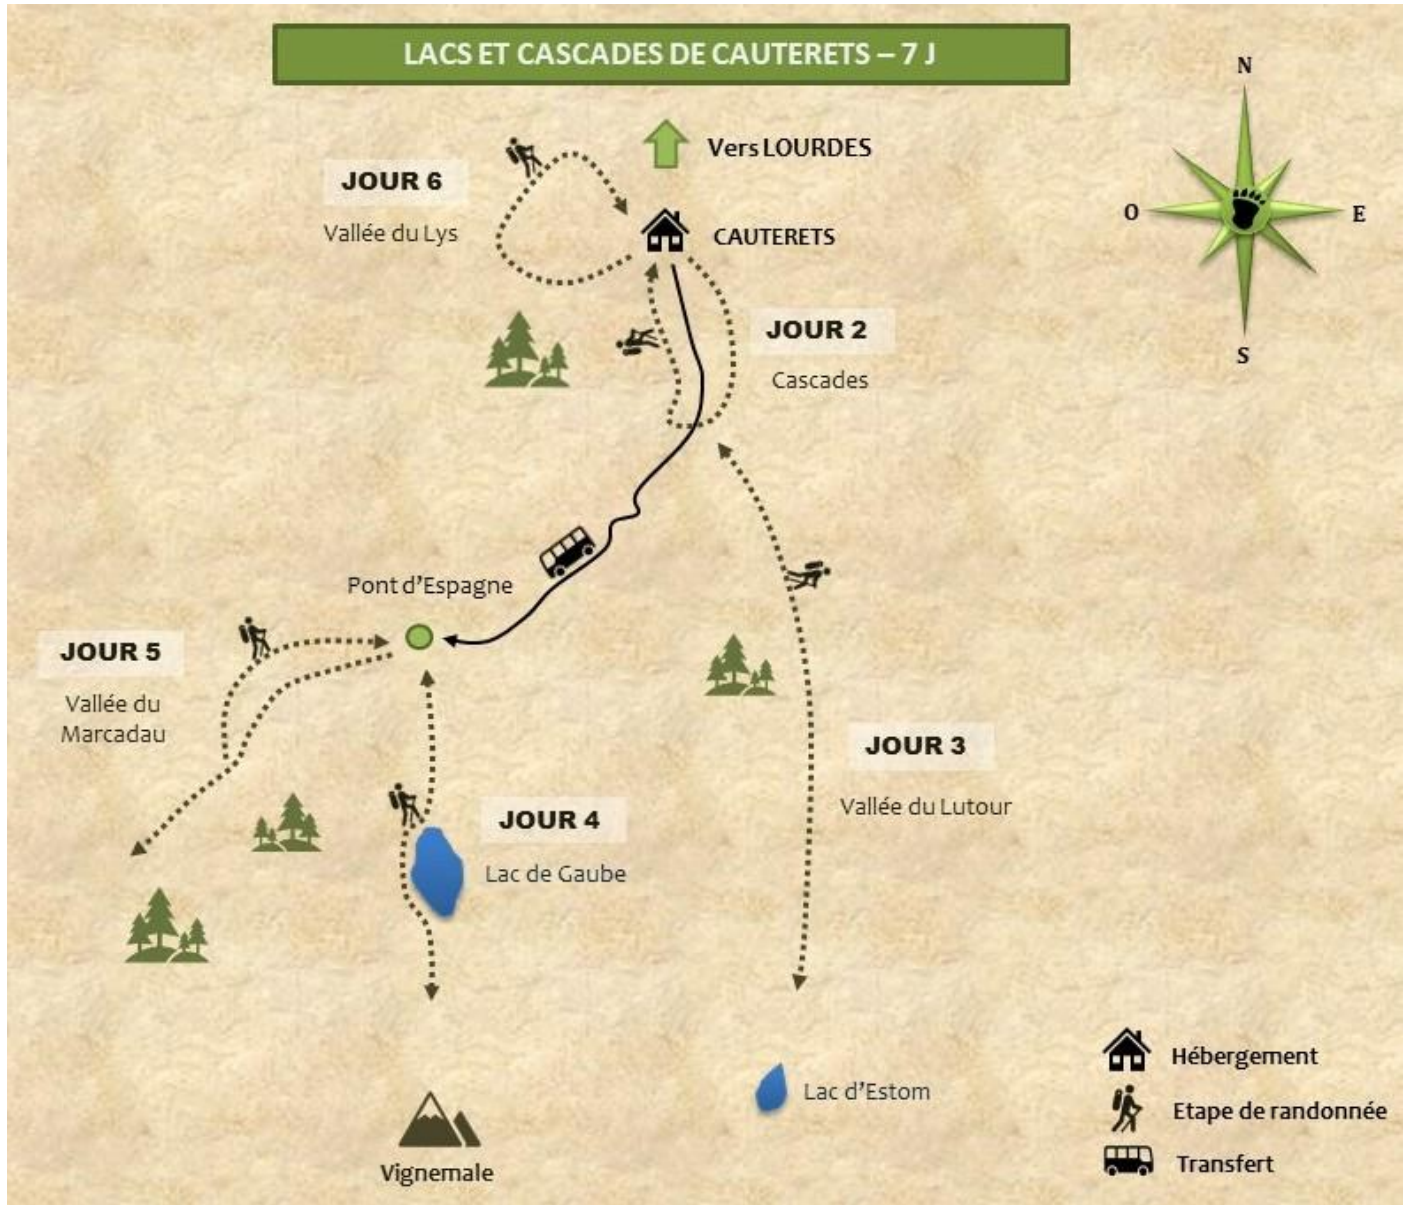 LACS ET CASCADES DE CAUTERETS – 7 J
N
Vers LOURDES
JOUR 6
Vallée du Lys
O
E
CAUTERETS
JOUR 2
Cascades
S
Pont d’Espagne
JOUR 5
Vallée du
Marcadau
JOUR 3
Vallée du Lutour
JOUR 4
Lac de Gaube
Hébergement
Lac d’Estom
Etape de randonnée
Vignemale
Transfert